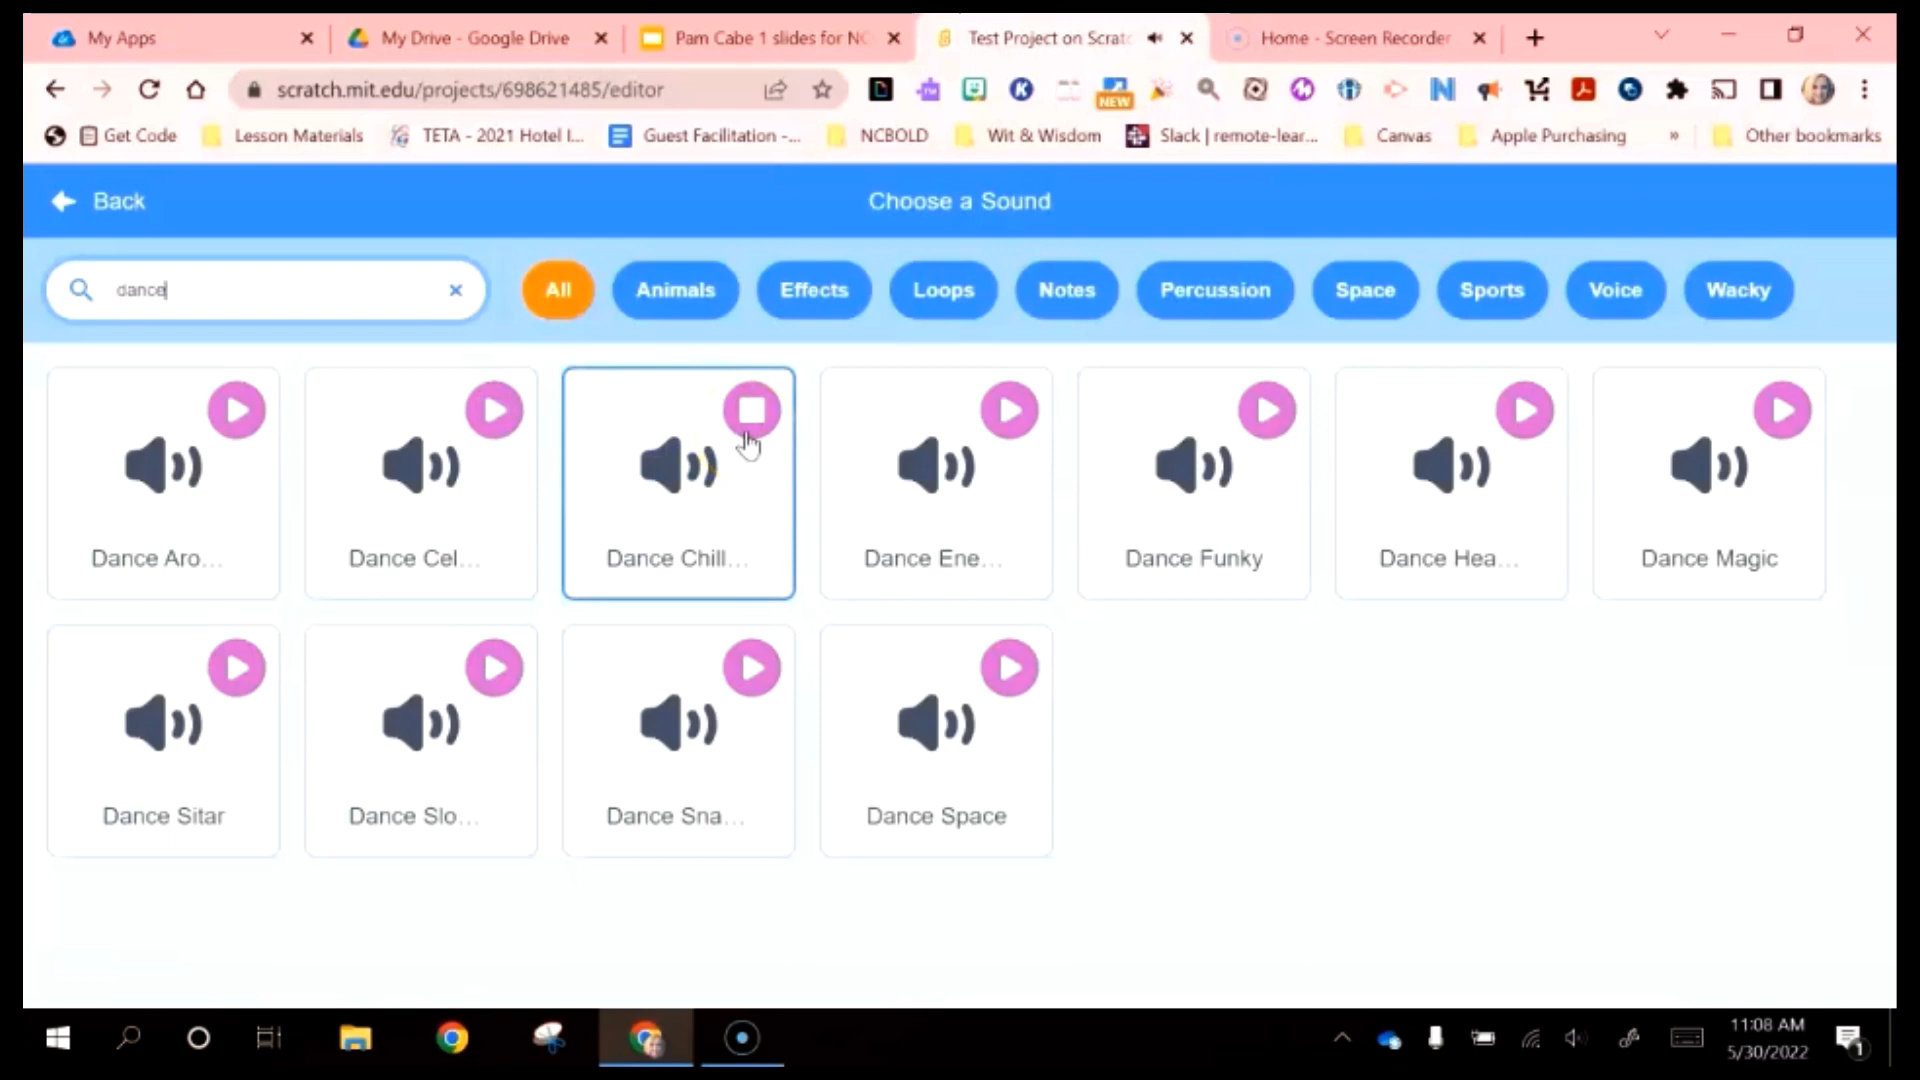 My Apps
My Drive - Google Drive
Pam Cabe 1 slides for NC
Test Project on Scratc
Home - Screen Recorder
scratch.mit.edu/projects/698621485/editor
NEW
Get Code
Lesson Materials
TETA - 2021 Hotel I...
Guest Facilitation -...
NCBOLD
Wit & Wisdom
Slack | remote-lear...
Canvas
Apple Purchasing
»
Other bookmarks
Back
Choose a Sound
dance
All
Animals
Effects
Loops
Notes
Percussion
Space
Sports
Voice
Wacky
Dance Aro...
Dance Cel...
Dance Chill...
Dance Ene...
Dance Funky
Dance Hea...
Dance Magic
Dance Sitar
Dance Slo...
Dance Sna...
Dance Space
11:08 AM
5/30/2022
1